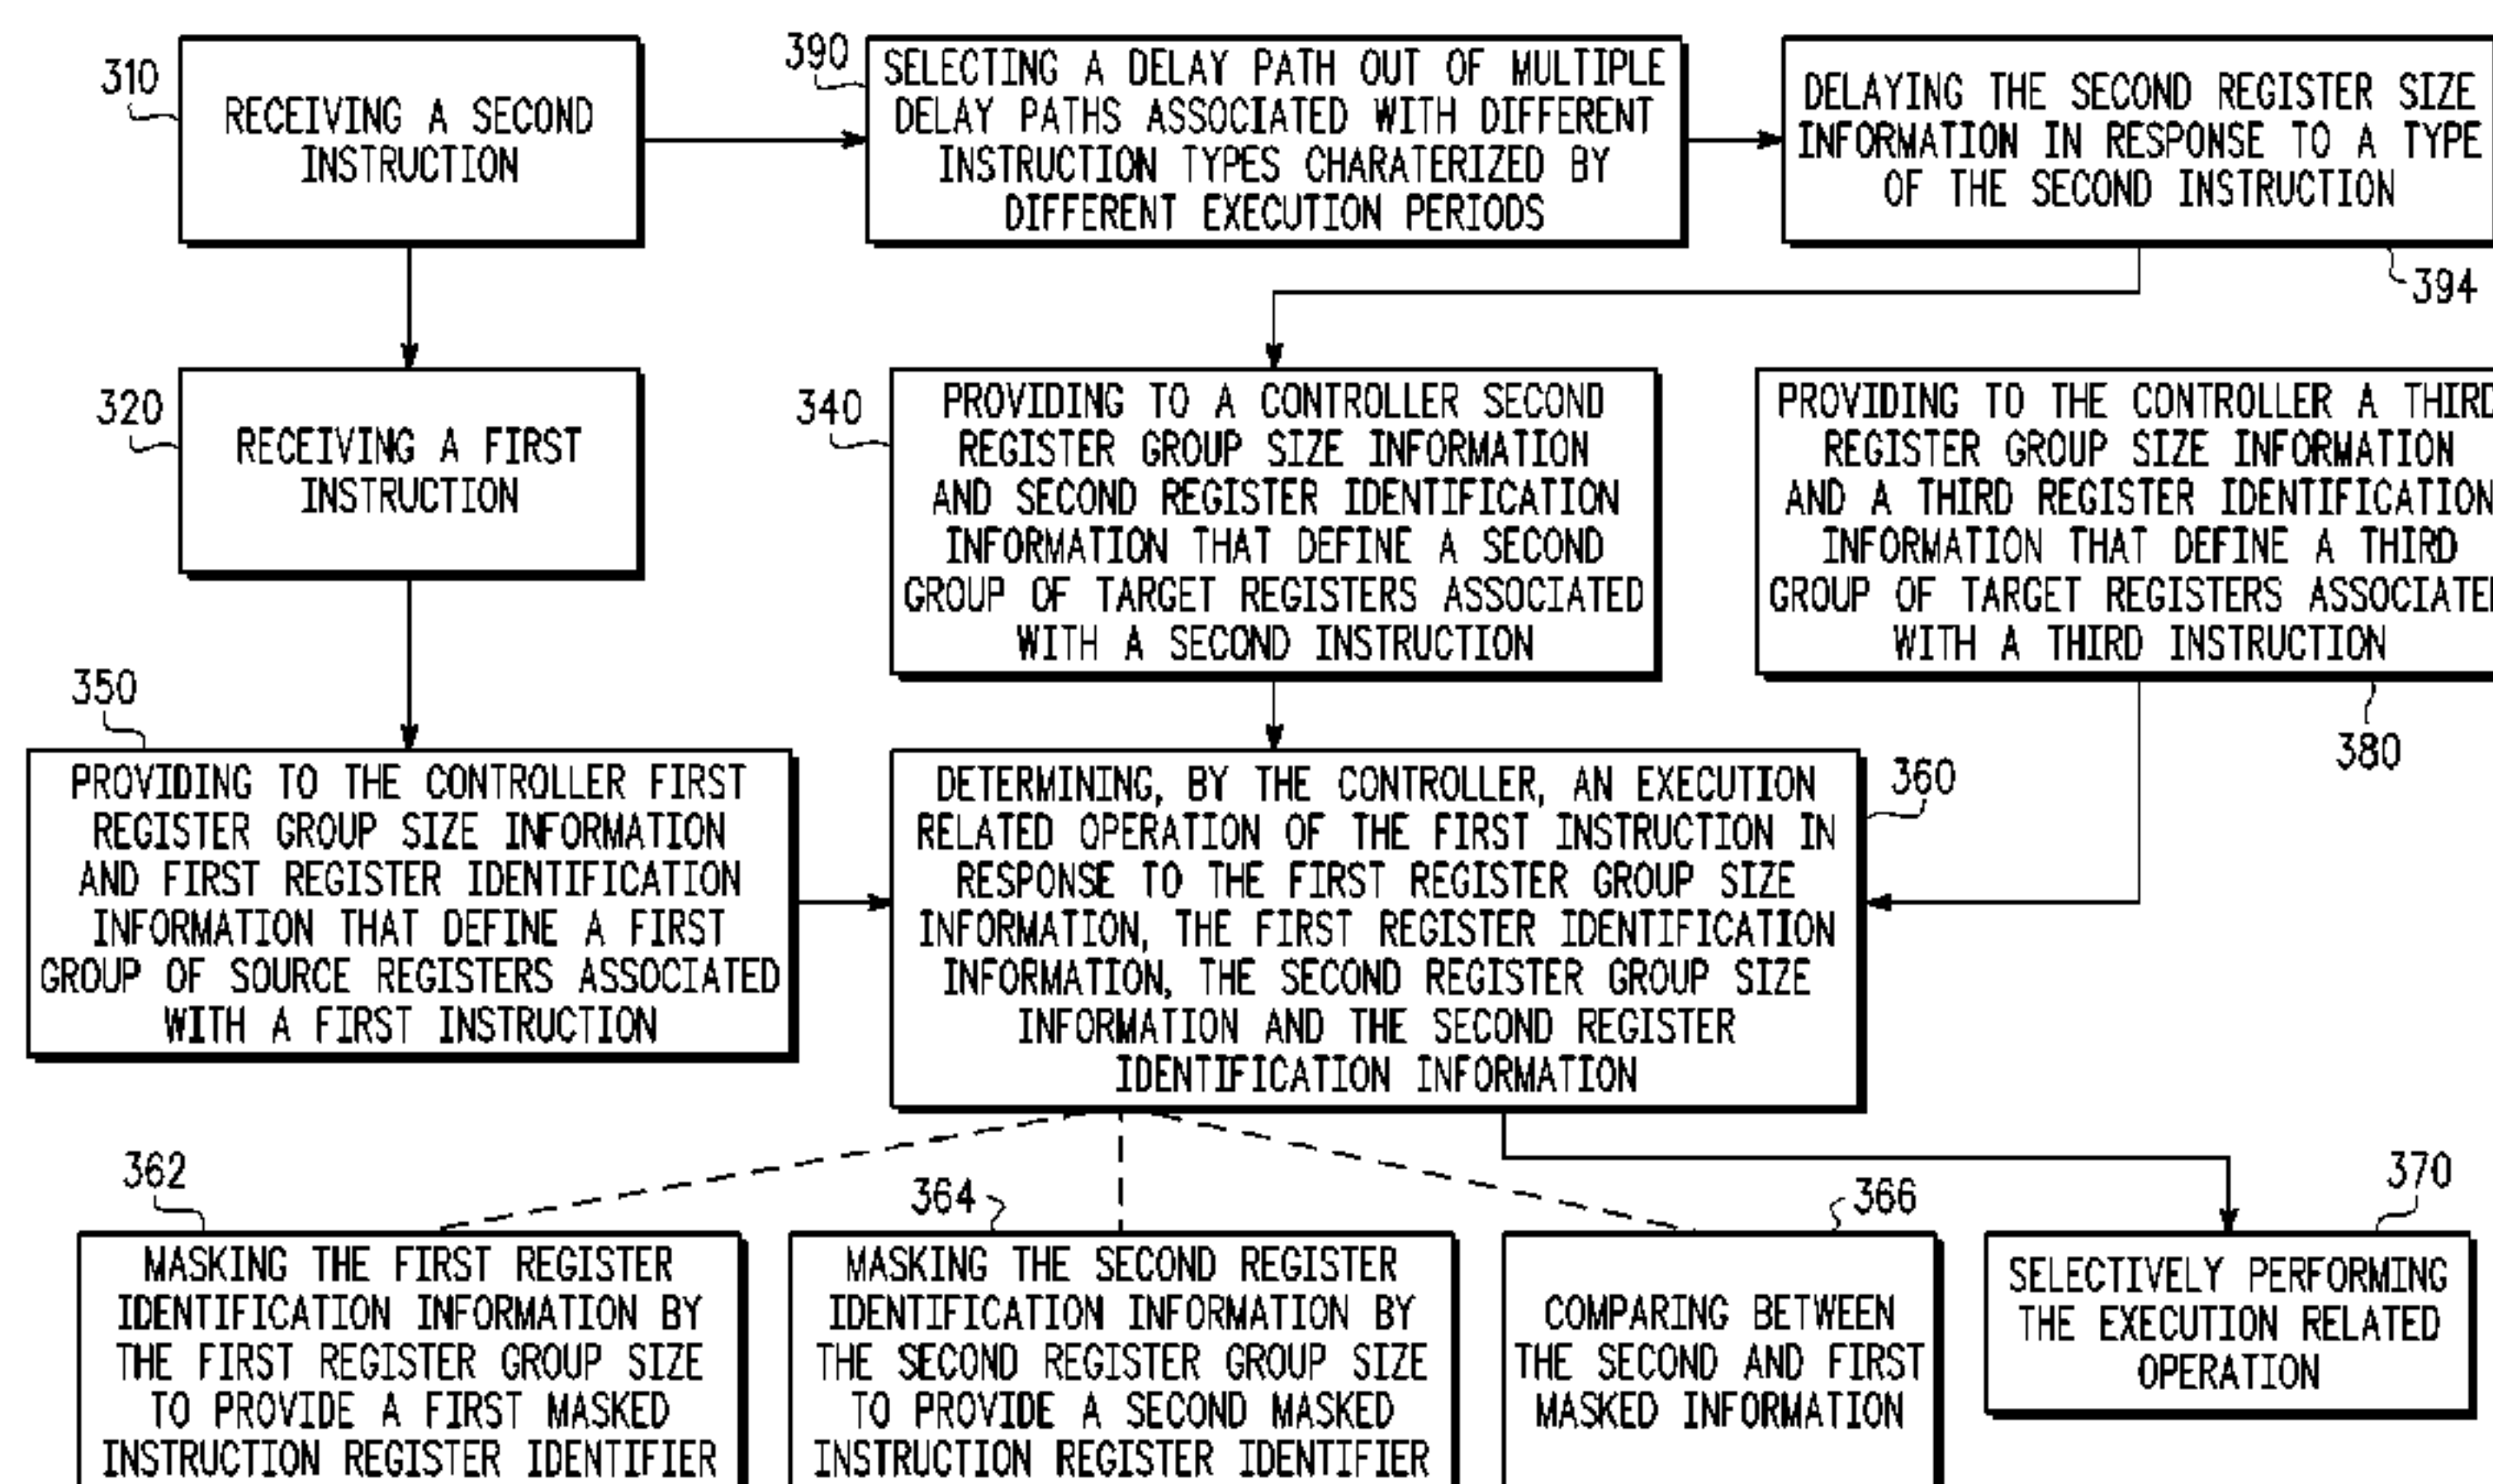 310
RECEIVING A SECOND
INSTRUCTION
390
SELECTING A DELAY PATH OUT OF MULTIPLE
DELAY PATHS ASSOCIATED WITH DIFFERENT
INSTRUCTION TYPES CHARATERIZED BY
DIFFERENT EXECUTION PERIODS
DELAYING THE SECOND REGISTER SIZE
INFORMATION IN RESPONSE TO A TYPE
OF THE SECOND INSTRUCTION
394
320
RECEIVING A FIRST
INSTRUCTION
340
PROVIDING TO A CONTROLLER SECOND
REGISTER GROUP SIZE INFORMATION
AND SECOND REGISTER IDENTIFICATION
INFORMATION THAT DEFINE A SECOND
GROUP OF TARGET REGISTERS ASSOCIATED
WITH A SECOND INSTRUCTION
PROVIDING TO THE CONTROLLER A THIRD
REGISTER GROUP SIZE INFORMATION
AND A THIRD REGISTER IDENTIFICATION
INFORMATION THAT DEFINE A THIRD
GROUP OF TARGET REGISTERS ASSOCIATED
WITH A THIRD INSTRUCTION
380
350
PROVIDING TO THE CONTROLLER FIRST
REGISTER GROUP SIZE INFORMATION
AND FIRST REGISTER IDENTIFICATION
INFORMATION THAT DEFINE A FIRST
GROUP OF SOURCE REGISTERS ASSOCIATED
WITH A FIRST INSTRUCTION
360
DETERMINING, BY THE CONTROLLER, AN EXECUTION
RELATED OPERATION OF THE FIRST INSTRUCTION IN
RESPONSE TO THE FIRST REGISTER GROUP SIZE
INFORMATION, THE FIRST REGISTER IDENTIFICATION
INFORMATION, THE SECOND REGISTER GROUP SIZE
INFORMATION AND THE SECOND REGISTER
IDENTIFICATION INFORMATION
362
MASKING THE FIRST REGISTER
IDENTIFICATION INFORMATION BY
THE FIRST REGISTER GROUP SIZE
TO PROVIDE A FIRST MASKED
INSTRUCTION REGISTER IDENTIFIER
364
MASKING THE SECOND REGISTER
IDENTIFICATION INFORMATION BY
THE SECOND REGISTER GROUP SIZE
TO PROVIDE A SECOND MASKED
INSTRUCTION REGISTER IDENTIFIER
366
COMPARING BETWEEN
THE SECOND AND FIRST
MASKED INFORMATION
370
SELECTIVELY PERFORMING
THE EXECUTION RELATED
OPERATION